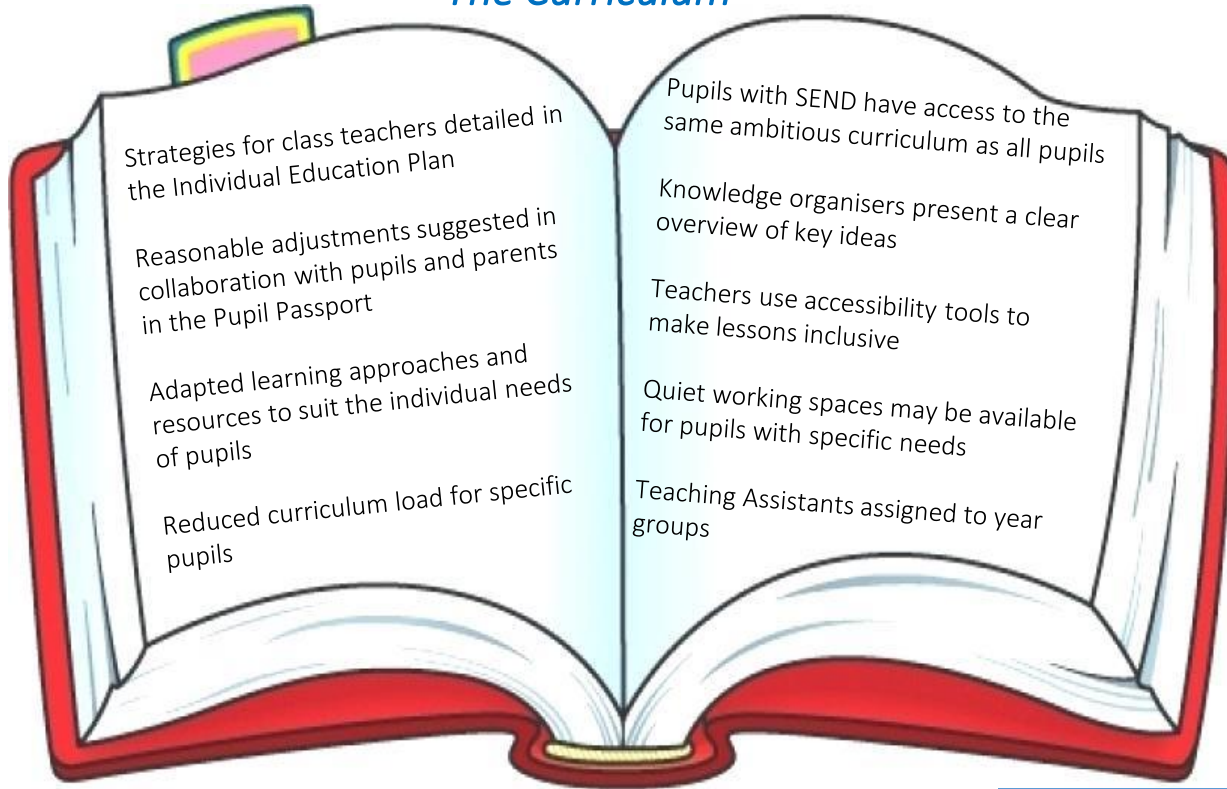 The Curriculum
Strategies for class teachers detailed in
the Individual Education Plan
Reasonable adjustments suggested in
collaboration with pupils and parents
in the Pupil Passport
Adapted learning approaches and
resources to suit the individual needs
of pupils
Reduced curriculum load for specific
pupils
Pupils with SEND have access to the
same ambitious curriculum as all pupils
Knowledge organisers present a clear
overview of key ideas
Teachers use accessibility tools to
make lessons inclusive
Quiet working spaces may be available
for pupils with specific needs
Teaching Assistants assigned to year
groups